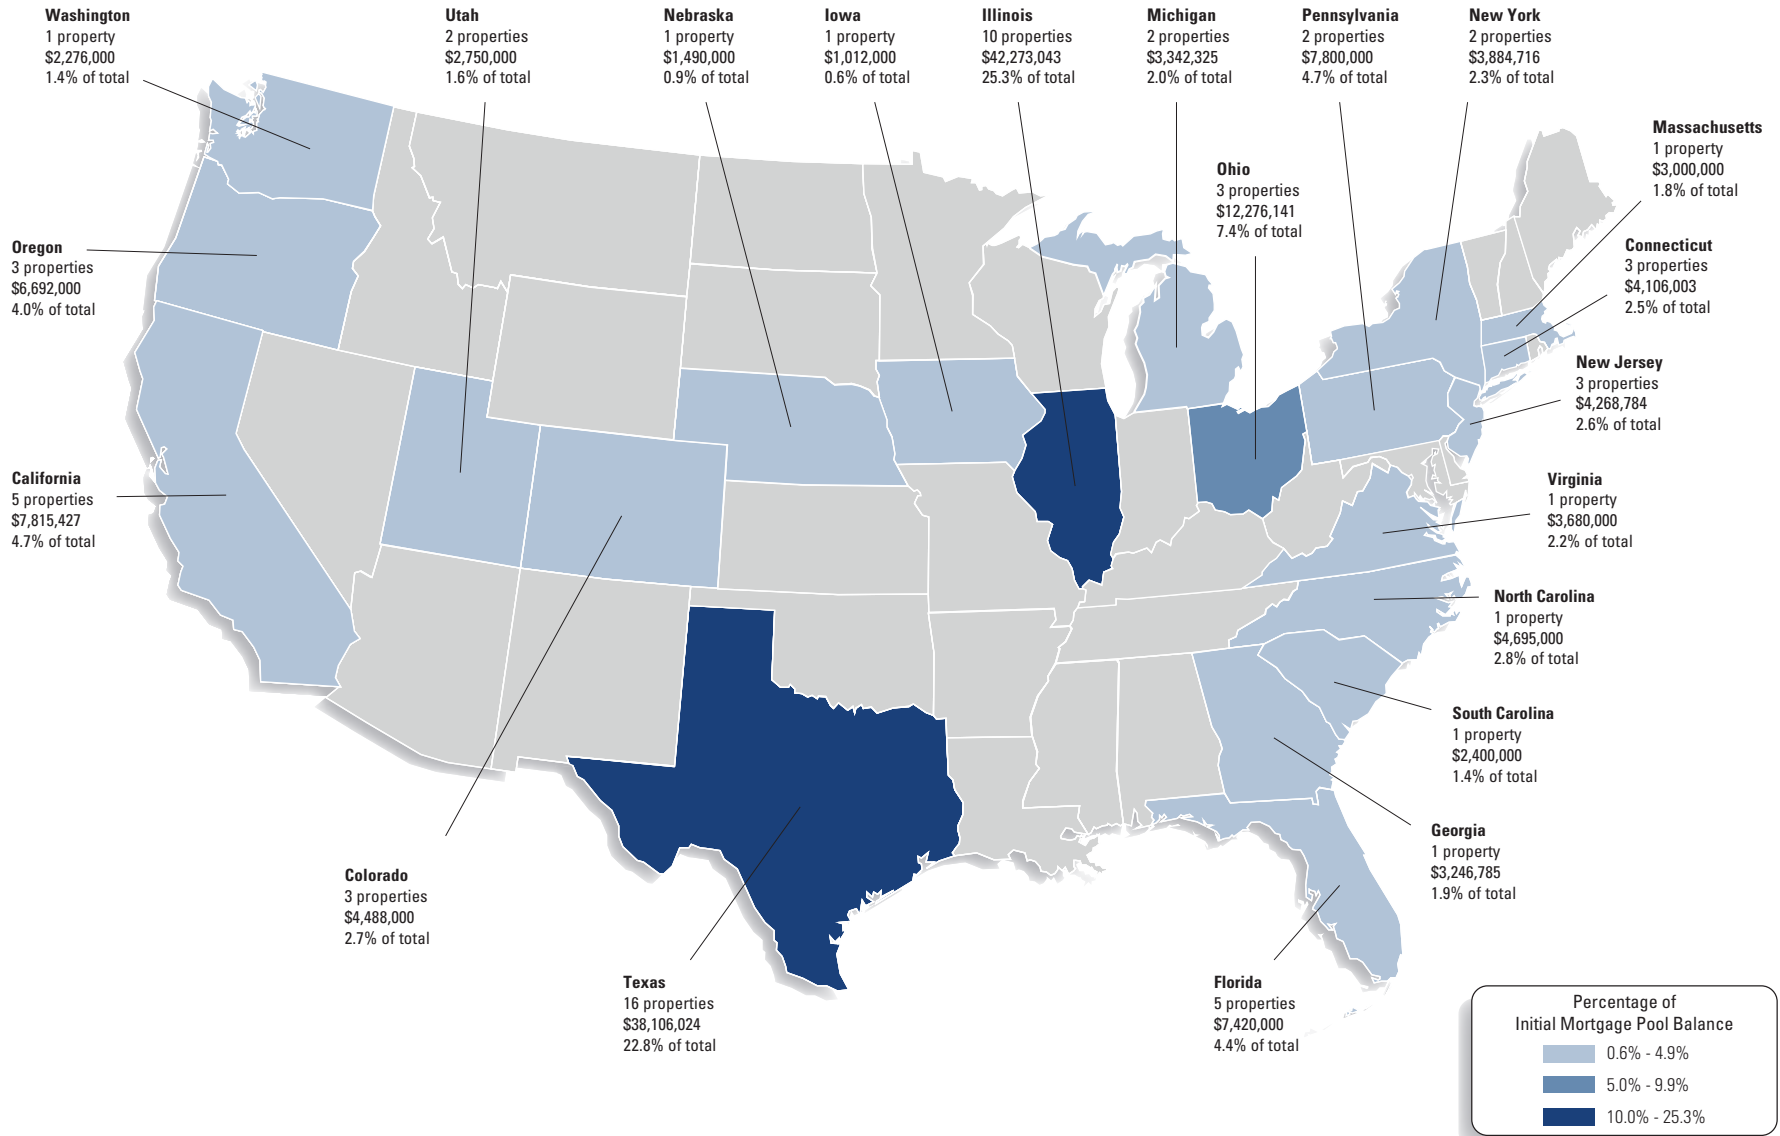 Washington
1 property
$2,276,000
1.4% of total
Utah
2 properties
$2,750,000
1.6% of total
Nebraska
1 property
$1,490,000
0.9% of total
Iowa
1 property
$1,012,000
0.6% of total
Illinois
10 properties
$42,273,043
25.3% of total
Michigan
2 properties
$3,342,325
2.0% of total
Pennsylvania
2 properties
$7,800,000
4.7% of total
New York
2 properties
$3,884,716
2.3% of total
Massachusetts
1 property
$3,000,000
1.8% of total
Ohio
3 properties
$12,276,141
7.4% of total
Oregon
3 properties
$6,692,000
4.0% of total
Connecticut
3 properties
$4,106,003
2.5% of total
New Jersey
3 properties
$4,268,784
2.6% of total
California
5 properties
$7,815,427
4.7% of total
Virginia
1 property
$3,680,000
2.2% of total
North Carolina
1 property
$4,695,000
2.8% of total
South Carolina
1 property
$2,400,000
1.4% of total
Georgia
1 property
$3,246,785
1.9% of total
Colorado
3 properties
$4,488,000
2.7% of total
Texas
16 properties
$38,106,024
22.8% of total
Florida
5 properties
$7,420,000
4.4% of total
Percentage of
Initial Mortgage Pool Balance
0.6% - 4.9%
5.0% - 9.9%
10.0% - 25.3%